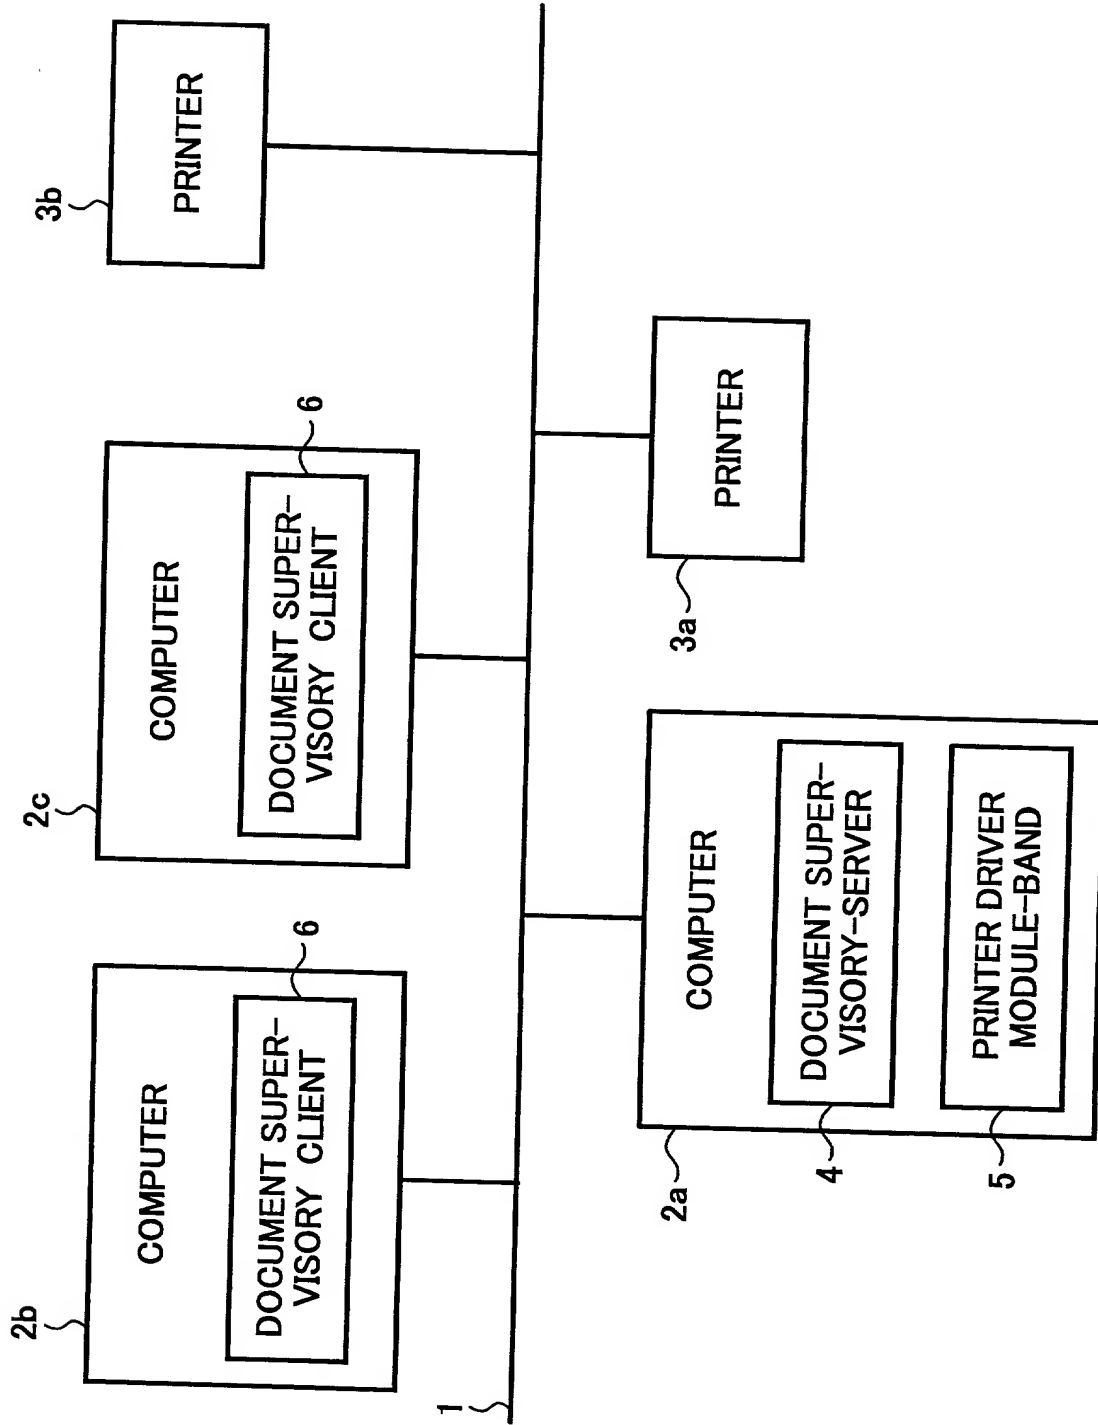 2b
COMPUTER
DOCUMENT SUPER-
VISORY CLIENT
6
2c
COMPUTER
DOCUMENT SUPER-
VISORY CLIENT
6
3b
PRINTER
1
2a
COMPUTER
DOCUMENT SUPER-
VISORY-SERVER
4
PRINTER DRIVER
MODULE-BAND
5
3a
PRINTER